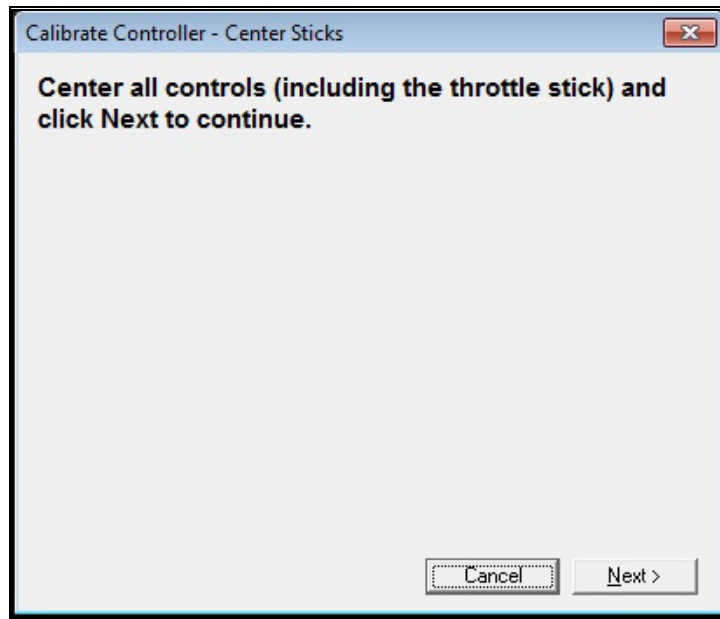 Calibrate Controller - Center Sticks
Center all controls (including the throttle stick) and
click Next to continue.
Cancel
Next >